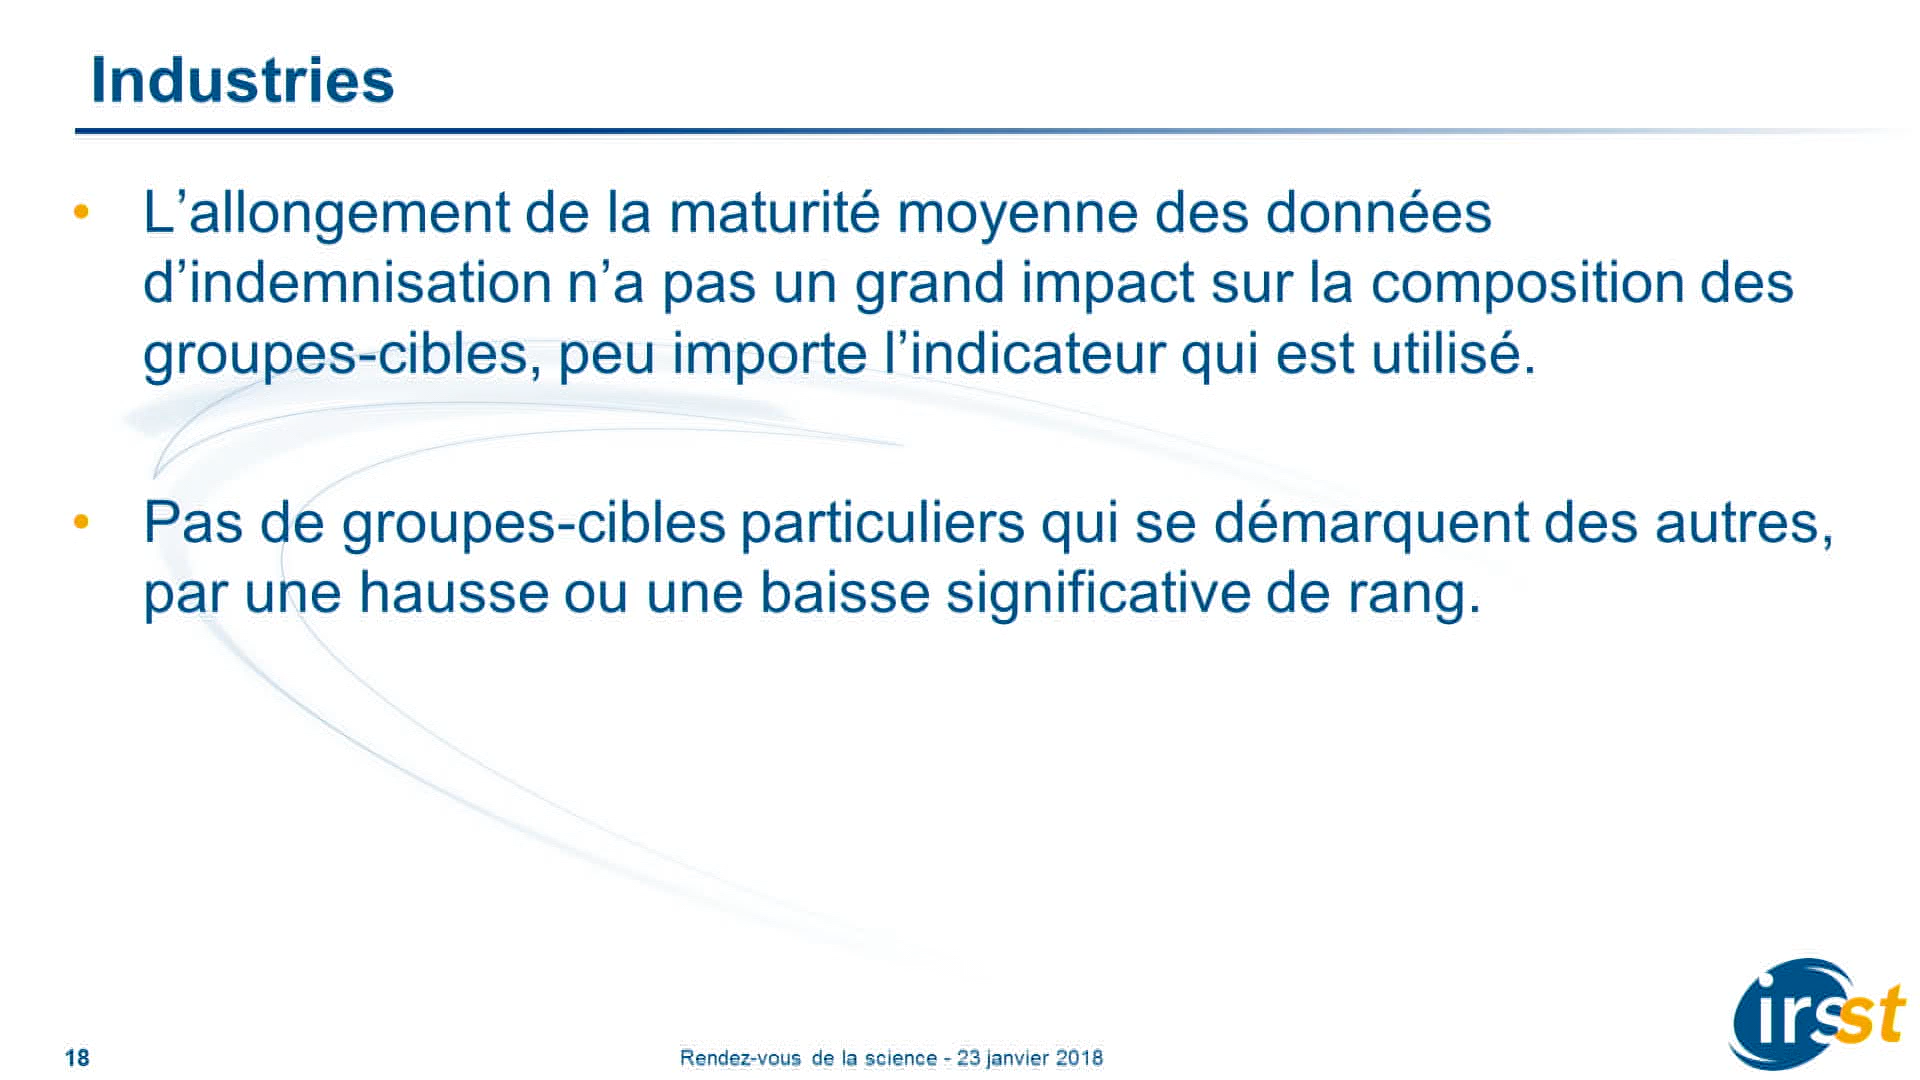 Industries
• L’allongement de la maturité moyenne des données
d’indemnisation n’a pas un grand impact sur la composition des
groupes-cibles, peu importe l’indicateur qui est utilisé.
• Pas de groupes-cibles particuliers qui se démarquent des autres,
par une hausse ou une baisse significative de rang.
irsst
18
Rendez-vous de la science - 23 janvier 2018